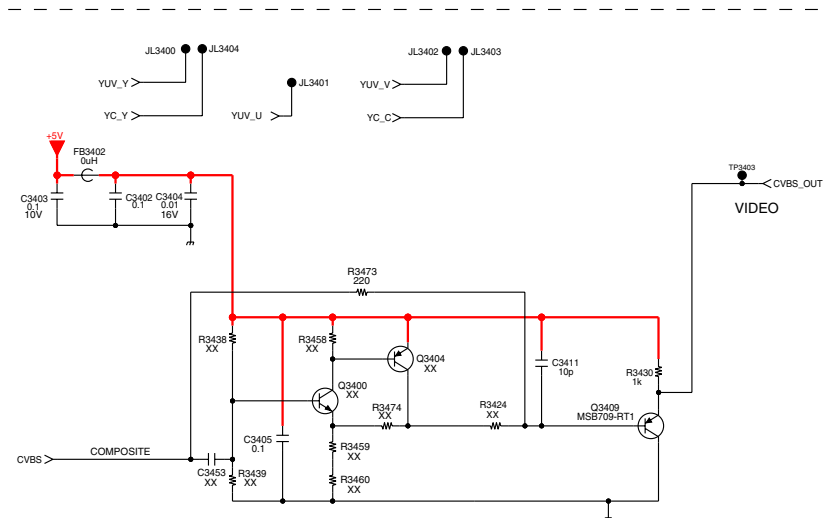 JL3400 JL3404
JL3402 JL3403
JL3401
YUV_Y
YUV_V
YC_Y
YUV_U
YC_C
+5V
FB3402
0uH
C3403
0.1
10V
C3402
0.1
C3404
0.01
16V
TP3403
CVBS_OUT
VIDEO
R3473
220
R3438
XX
R3458
XX
Q3404
XX
C3411
10p
R3430
1k
Q3400
XX
R3474
XX
R3424
XX
Q3409
MSB709-RT1
C3405
0.1
R3459
XX
CVBS
COMPOSITE
C3453
XX
R3439
XX
R3460
XX